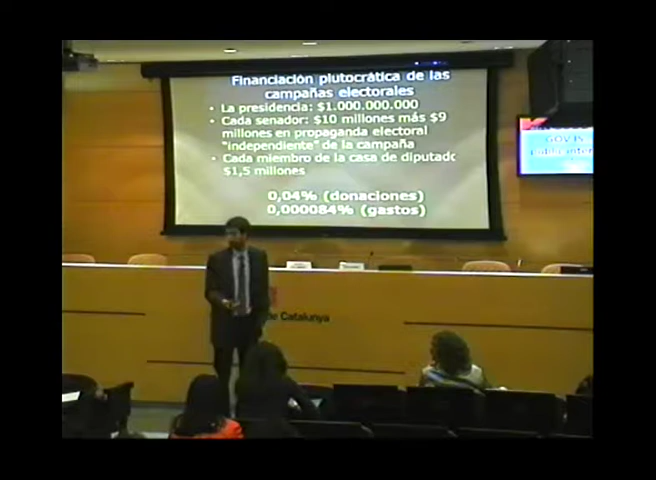 Financiación plutocrática de las
campañas electorales
• La presidencia: $1.000.000.000
• Cada senador: $10 millones más $9
millones en propaganda electoral
"independiente" de la campaña
• Cada miembro de la casa de diputado
$1,5 millones
0,04% (donaciones)
0,000084% (gastos)
GOV
de Catalunya